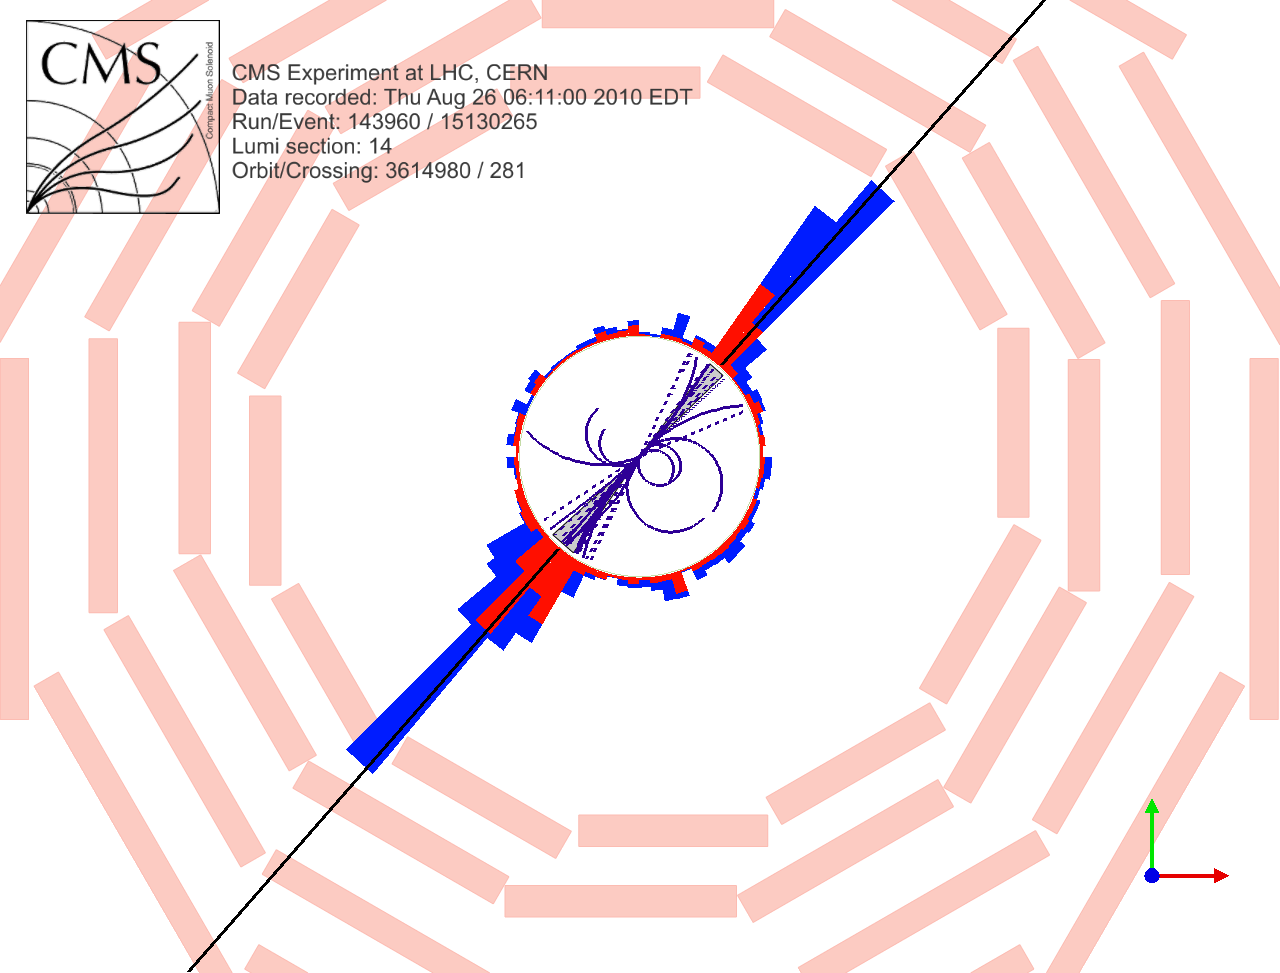 CMS
Compact Muon Solenoid
CMS Experiment at LHC, CERN
Data recorded: Thu Aug 26 06:11:00 2010 EDT
Run/Event: 143960 / 15130265
Lumi section: 14
Orbit/Crossing: 3614980 / 281